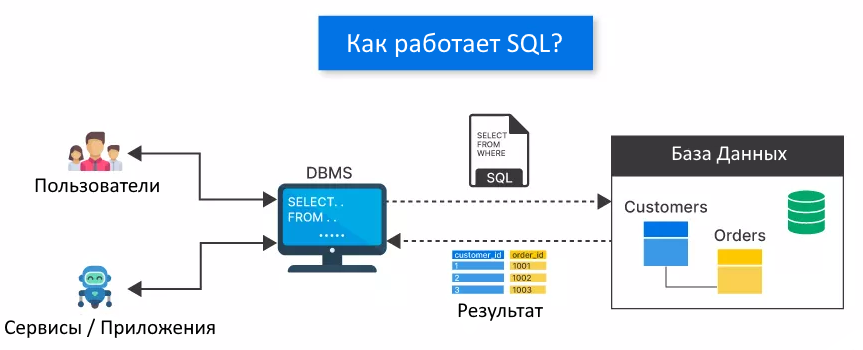 Как работает SQL?
Пользователи
Сервисы / Приложения
DBMS
SELECT. .
FROM . .
.....
SELECT
FROM
WHERE
SQL
customer_id order_id
1 1001
2 1002
3 1003
Результат
База Данных
Customers
Orders